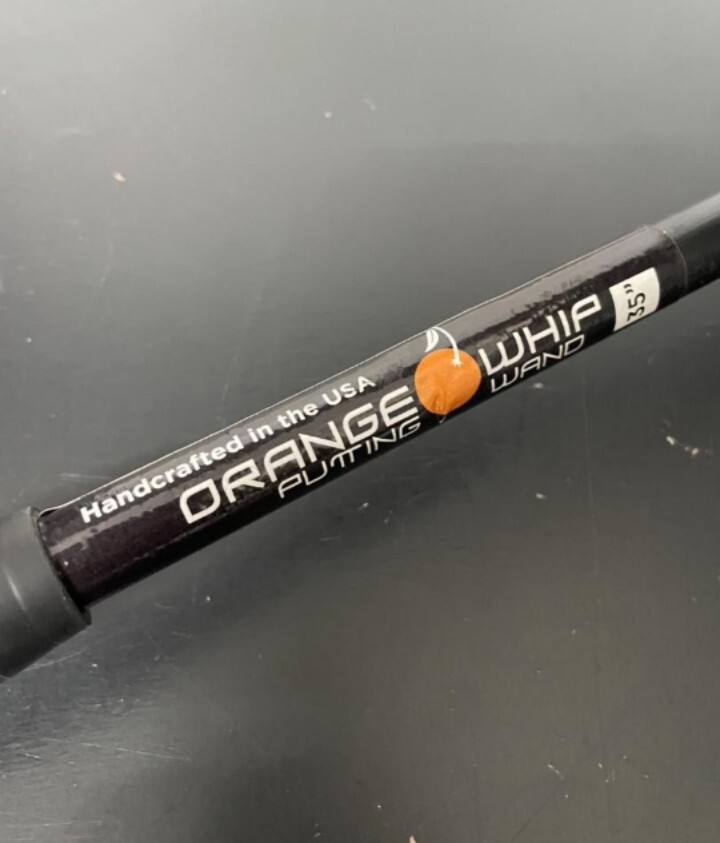 Handcrafted in the USA
ORANGE WHIP
PUTTING WAND
35"